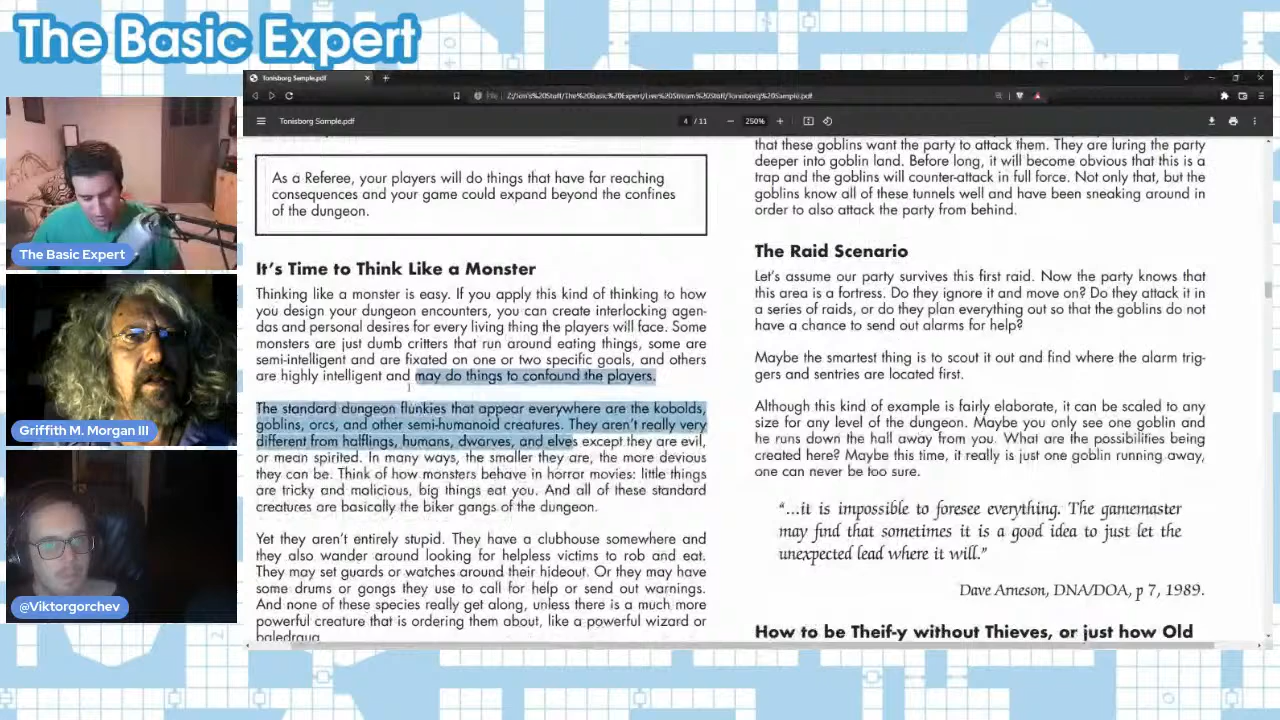 The Basic Expert
Tonisborg Sample.pdf
Z:/Ton's%20Stuff/The%20Basic%20Expert/Live%20Stream%20Stuff/Tonisborg%20Sample.pdf
Tonisborg Sample.pdf
4 / 11
250%
As a Referee, your players will do things that have far reaching
consequences and your game could expand beyond the confines
of the dungeon.
It's Time to Think Like a Monster
Thinking like a monster is easy. If you apply this kind of thinking to how
you design your dungeon encounters, you can create interlocking agen-
das and personal desires for every living thing the players will face. Some
monsters are just dumb critters that run around eating things, some are
semi-intelligent and are fixated on one or two specific goals, and others
are highly intelligent and may do things to confound the players.
The standard dungeon flunkies that appear everywhere are the kobolds,
goblins, orcs, and other semi-humanoid creatures. They aren't really very
different from halflings, humans, dwarves, and elves except they are evil,
or mean spirited. In many ways, the smaller they are, the more devious
they can be. Think of how monsters behave in horror movies: little things
are tricky and malicious, big things eat you. And all of these standard
creatures are basically the biker gangs of the dungeon.
Yet they aren't entirely stupid. They have a clubhouse somewhere and
they also wander around looking for helpless victims to rob and eat.
They may set guards or watches around their hideout. Or they may have
some drums or gongs they use to call for help or send out warnings.
And none of these species really get along, unless there is a much more
powerful creature that is ordering them about, like a powerful wizard or
baledraug
that these goblins want the party to attack them. They are luring the party
deeper into goblin land. Before long, it will become obvious that this is a
trap and the goblins will counter-attack in full force. Not only that, but the
goblins know all of these tunnels well and have been sneaking around in
order to also attack the party from behind.
The Raid Scenario
Let's assume our party survives this first raid. Now the party knows that
this area is a fortress. Do they ignore it and move on? Do they attack it in
a series of raids, or do they plan everything out so that the goblins do not
have a chance to send out alarms for help?
Maybe the smartest thing is to scout it out and find where the alarm trig-
gers and sentries are located first.
Although this kind of example is fairly elaborate, it can be scaled to any
size for any level of the dungeon. Maybe you only see one goblin and
he runs down the hall away from you. What are the possibilities being
created here? Maybe this time, it really is just one goblin running away,
one can never be too sure.
"...it is impossible to foresee everything. The gamemaster
may find that sometimes it is a good idea to just let the
unexpected lead where it will."
Dave Arneson, DNA/DOA, p 7, 1989.
How to be Theif-y without Thieves, or just how Old
The Basic Expert
Griffith M. Morgan III
@Viktorgorchev